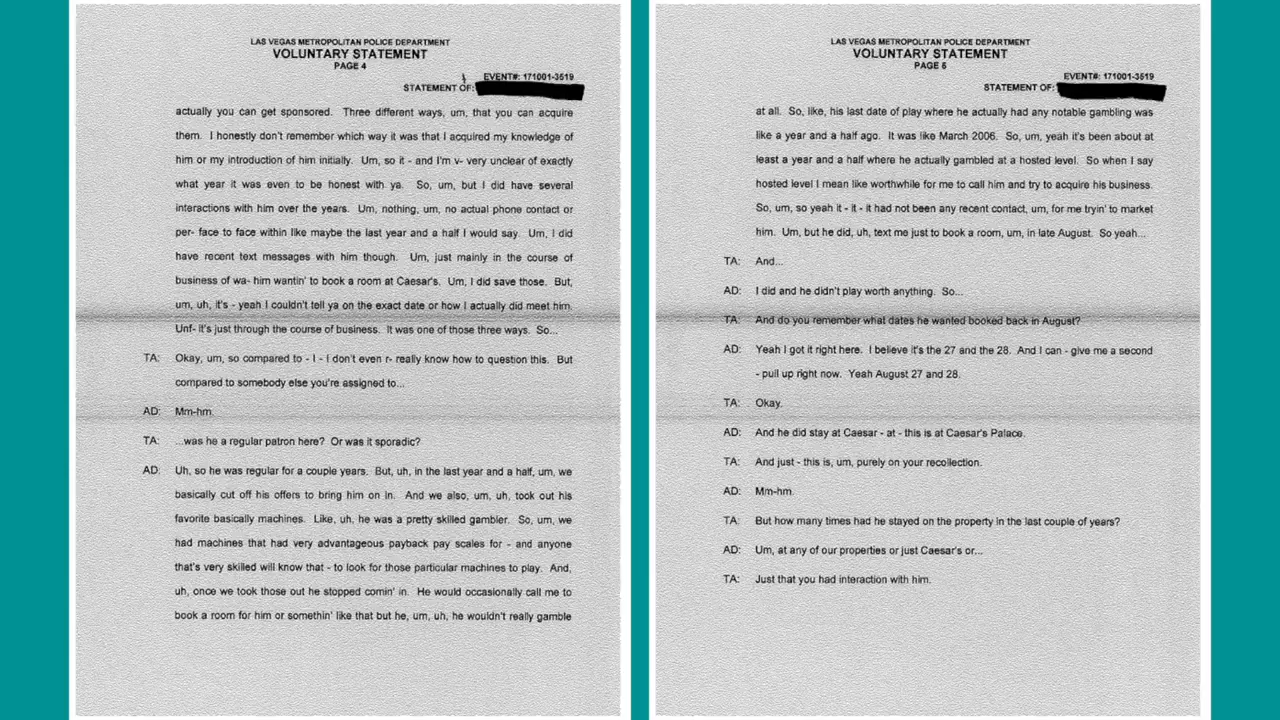 LAS VEGAS METROPOLITAN POLICE DEPARTMENT
VOLUNTARY STATEMENT
PAGE 4
EVENT#: 171001-3519
STATEMENT OF:
actually you can get sponsored. Three different ways, um, that you can acquire
them. I honestly don't remember which way it was that I acquired my knowledge of
him or my introduction of him initially. Um, so it - and I'm v- very unclear of exactly
what year it was even to be honest with ya. So, um, but I did have several
interactions with him over the years. Um, nothing, um, no actual phone contact or
per- face to face within like maybe the last year and a half I would say. Um, I did
have recent text messages with him though. Um, just mainly in the course of
business of wa- him wantin' to book a room at Caesar's. Um, I did save those. But,
um, uh, it's - yeah I couldn't tell ya on the exact date or how I actually did meet him.
Unf- it's just through the course of business. It was one of those three ways. So...
TA: Okay, um, so compared to - I - I don't even r- really know how to question this. But
compared to somebody else you're assigned to...
AD: Mm-hm.
TA: ...was he a regular patron here? Or was it sporadic?
AD: Uh, so he was regular for a couple years. But, uh, in the last year and a half, um, we
basically cut off his offers to bring him on in. And we also, um, uh, took out his
favorite basically machines. Like, uh, he was a pretty skilled gambler. So, um, we
had machines that had very advantageous payback pay scales for - and anyone
that's very skilled will know that - to look for those particular machines to play. And,
uh, once we took those out he stopped comin' in. He would occasionally call me to
book a room for him or somethin' like that but he, um, uh, he wouldn't really gamble
LAS VEGAS METROPOLITAN POLICE DEPARTMENT
VOLUNTARY STATEMENT
PAGE 5
EVENT#: 171001-3519
STATEMENT OF:
at all. So, like, his last date of play where he actually had any notable gambling was
like a year and a half ago. It was like March 2006. So, um, yeah it's been about at
least a year and a half where he actually gambled at a hosted level. So when I say
hosted level I mean like worthwhile for me to call him and try to acquire his business.
So, um, so yeah it - it - it had not been any recent contact, um, for me tryin' to market
him. Um, but he did, uh, text me just to book a room, um, in late August. So yeah...
TA: And...
AD: I did and he didn't play worth anything. So...
TA: And do you remember what dates he wanted booked back in August?
AD: Yeah I got it right here. I believe it's the 27 and the 28. And I can - give me a second
- pull up right now. Yeah August 27 and 28.
TA: Okay.
AD: And he did stay at Caesar - at - this is at Caesar's Palace.
TA: And just - this is, um, purely on your recollection.
AD: Mm-hm.
TA: But how many times had he stayed on the property in the last couple of years?
AD: Um, at any of our properties or just Caesar's or...
TA: Just that you had interaction with him.